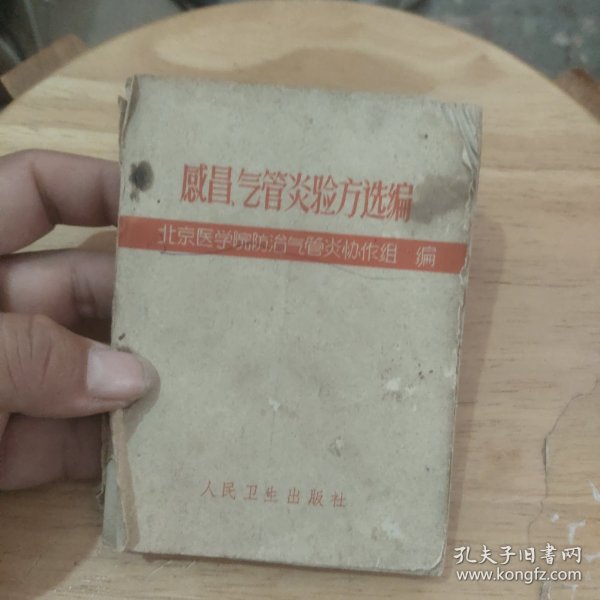 感冒、气管炎验方选编
北京医学院防治气管炎协作组 编
人民卫生出版社
孔夫子旧书网
www.kongfz.com